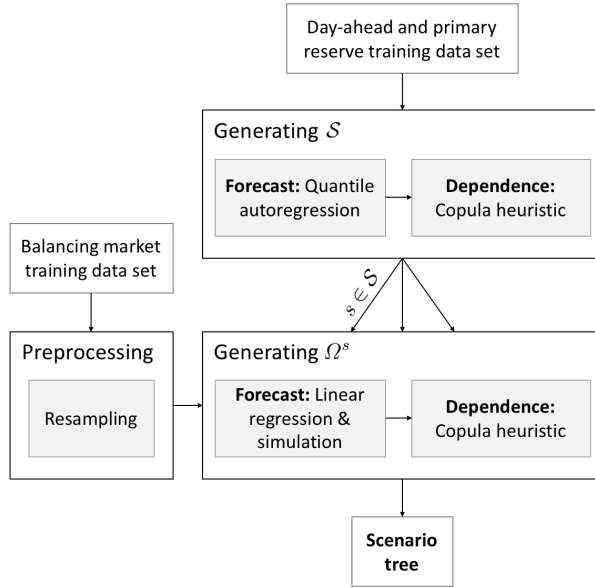 Day-ahead and primary
reserve training data set
Generating 𝒮
Forecast: Quantile
autoregression
Dependence:
Copula heuristic
Balancing market
training data set
s ∈ 𝒮
Preprocessing
Resampling
Generating Ωˢ
Forecast: Linear
regression &
simulation
Dependence:
Copula heuristic
Scenario
tree